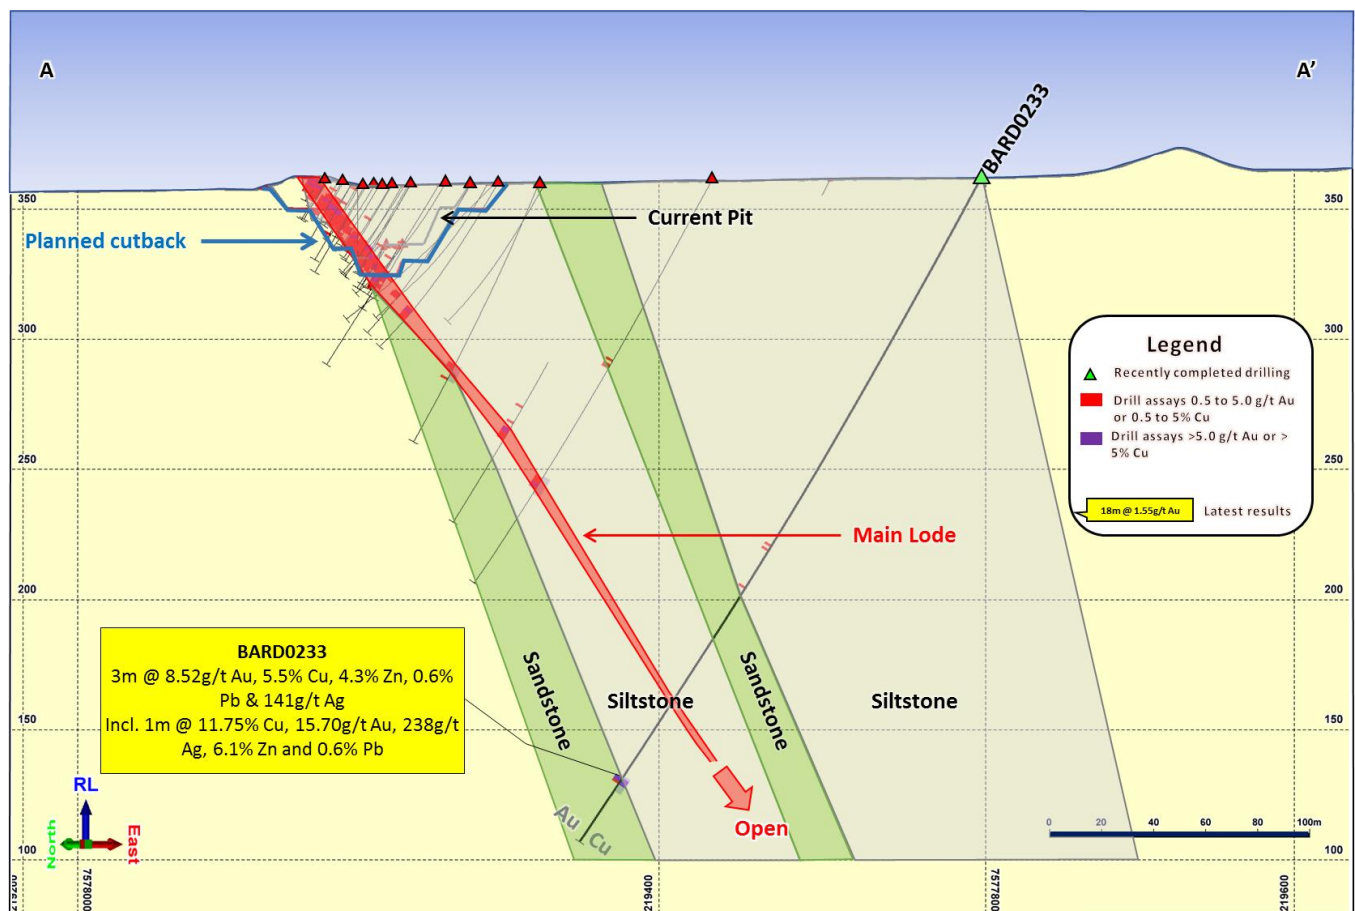 A
A’
BARD0233
350
350
Current Pit
Planned cutback
300
300
Legend
Recently completed drilling
Drill assays 0.5 to 5.0 g/t Au
or 0.5 to 5% Cu
Drill assays >5.0 g/t Au or >
5% Cu
18m @ 1.55g/t Au
Latest results
250
250
Main Lode
200
200
BARD0233
3m @ 8.52g/t Au, 5.5% Cu, 4.3% Zn, 0.6%
Pb & 141g/t Ag
Incl. 1m @ 11.75% Cu, 15.70g/t Au, 238g/t
Ag, 6.1% Zn and 0.6% Pb
Sandstone
Siltstone
Sandstone
Siltstone
150
150
RL
North
East
Au
Cu
Open
0
20
40
60
80
100m
100
100
219200
7578000
219400
7577800
219600